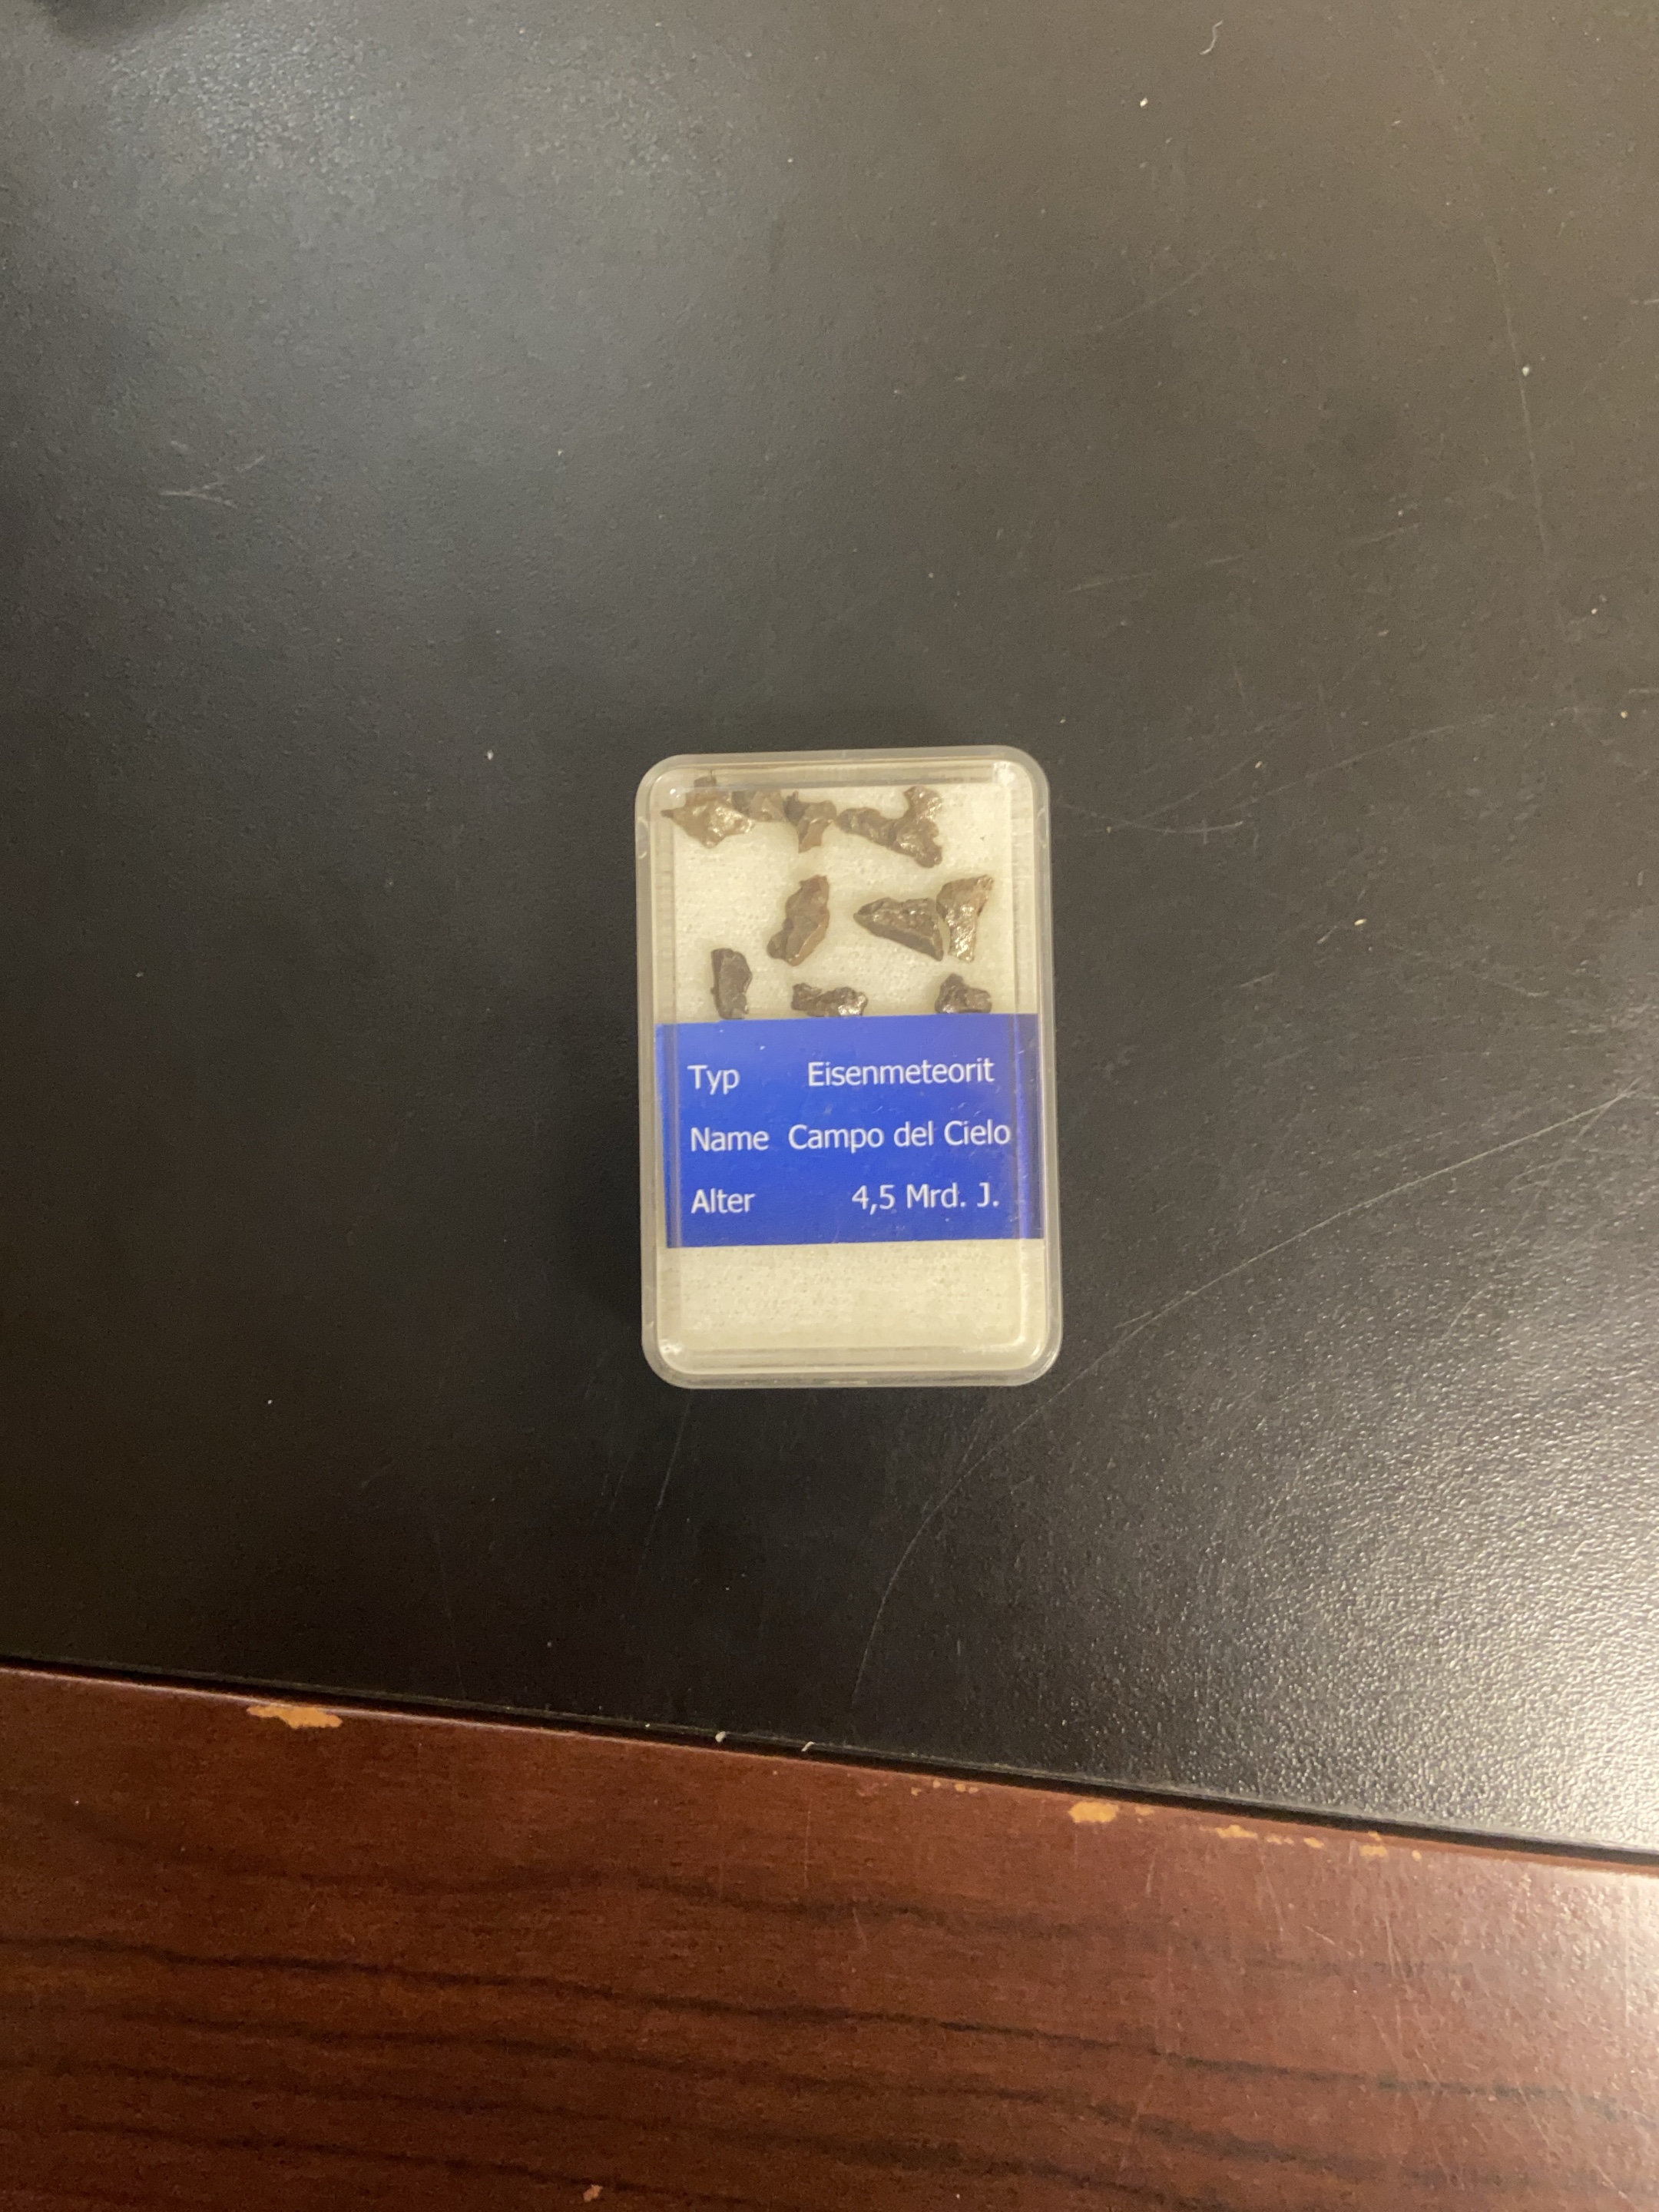 Typ Eisenmeteorit
Name Campo del Cielo
Alter 4,5 Mrd. J.